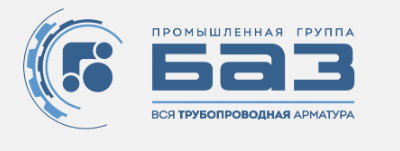 ПРОМЫШЛЕННАЯ ГРУППА
БАЗ
ВСЯ ТРУБОПРОВОДНАЯ АРМАТУРА